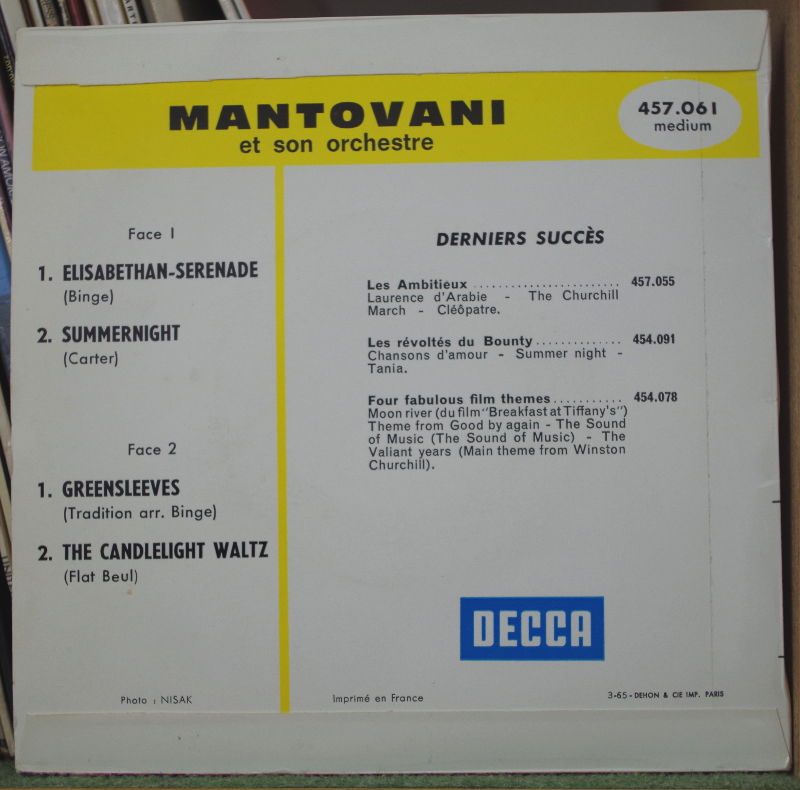 MANTOVANI
et son orchestre
457.061
medium
Face 1
1. ELISABETHAN-SERENADE
(Binge)
2. SUMMERNIGHT
(Carter)
Face 2
1. GREENSLEEVES
(Tradition arr. Binge)
2. THE CANDLELIGHT WALTZ
(Flat Beul)
DERNIERS SUCCÈS
Les Ambitieux ........................ 457.055
Laurence d'Arabie - The Churchill
March - Cléôpatre.
Les révoltés du Bounty .............. 454.091
Chansons d'amour - Summer night -
Tania.
Four fabulous film themes ........... 454.078
Moon river (du film "Breakfast at Tiffany's")
Theme from Good by again - The Sound
of Music (The Sound of Music) - The
Valiant years (Main theme from Winston
Churchill).
DECCA
Photo : NISAK
Imprimé en France
3-65 - DEHON & CIE IMP. PARIS